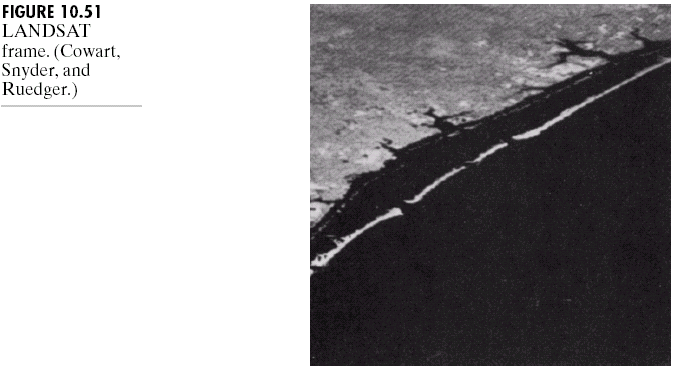 FIGURE 10.51
LANDSAT
frame. (Cowart,
Snyder, and
Ruedger.)